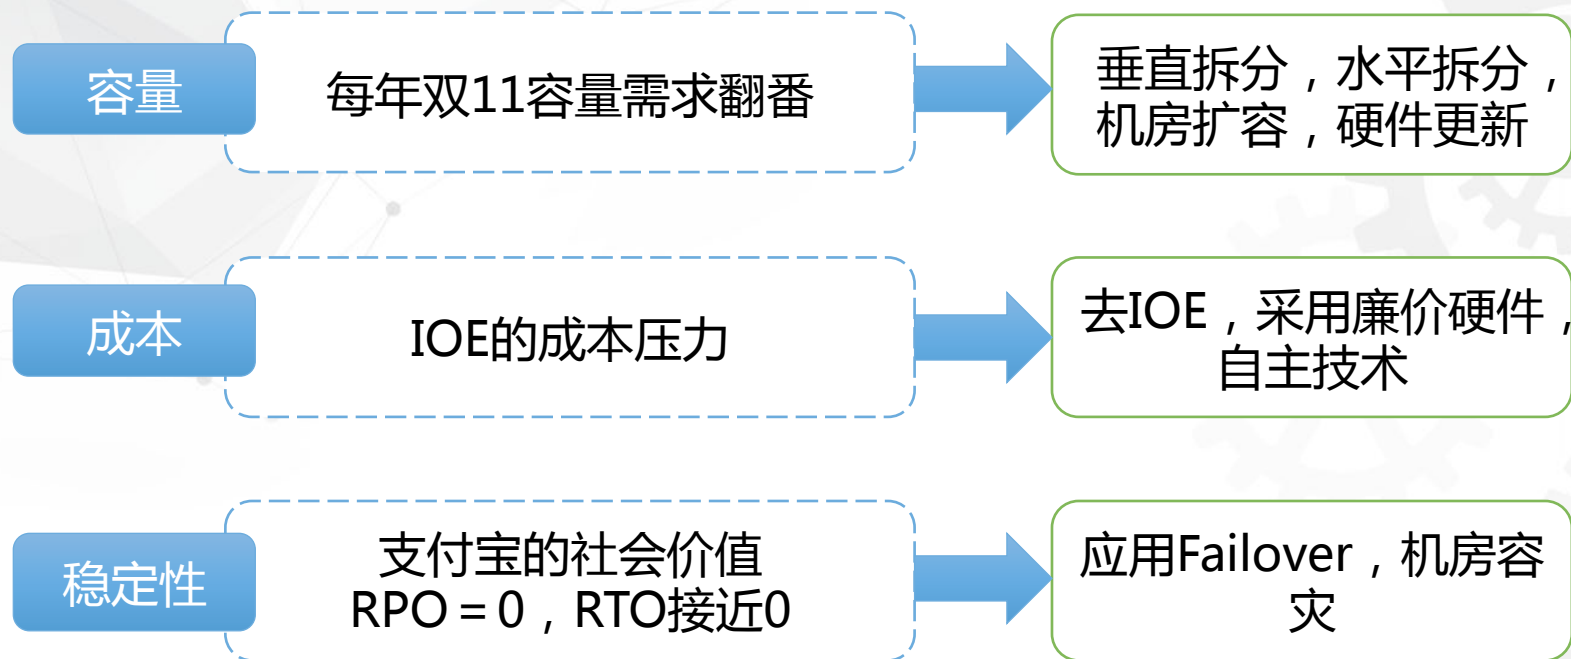 容量
每年双11容量需求翻番
垂直拆分，水平拆分，
机房扩容，硬件更新
成本
IOE的成本压力
去IOE，采用廉价硬件，
自主技术
稳定性
支付宝的社会价值
RPO＝0，RTO接近0
应用Failover，机房容
灾